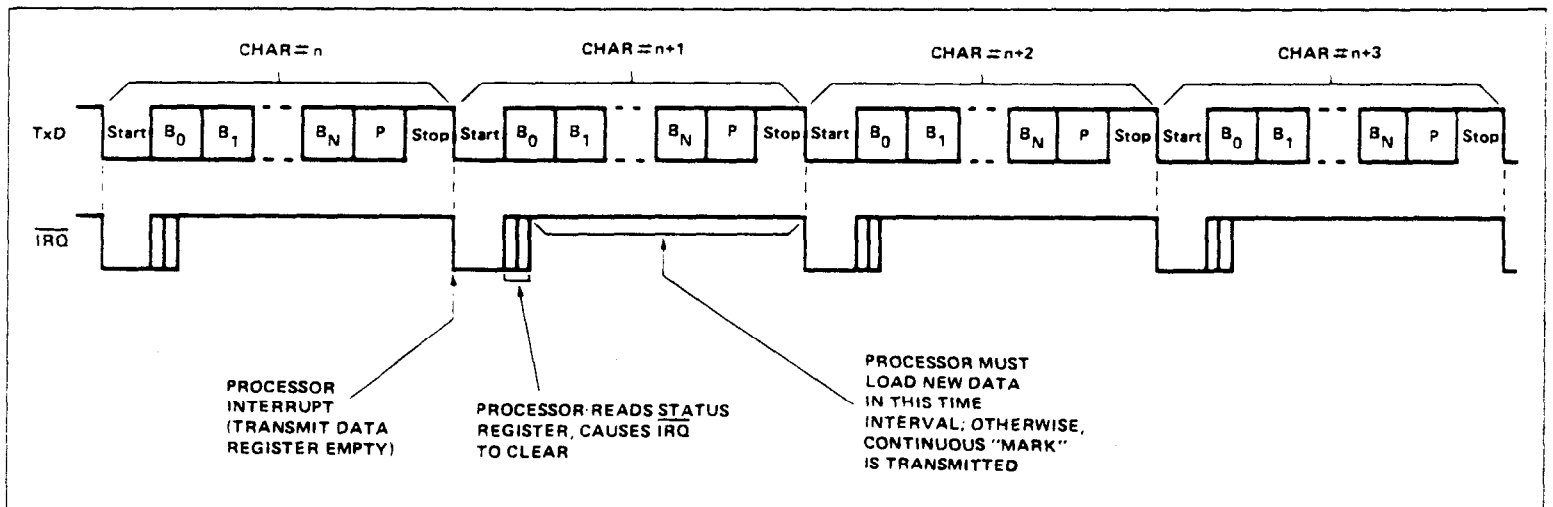 CHAR#n CHAR#n+1 CHAR#n+2 CHAR#n+3
TxD Start B0 B1 BN P Stop Start B0 B1 BN P Stop Start B0 B1 BN P Stop Start B0 B1 BN P Stop
IRQ
PROCESSOR
INTERRUPT
(TRANSMIT DATA
REGISTER EMPTY)
PROCESSOR READS STATUS
REGISTER, CAUSES IRQ
TO CLEAR
PROCESSOR MUST
LOAD NEW DATA
IN THIS TIME
INTERVAL; OTHERWISE,
CONTINUOUS "MARK"
IS TRANSMITTED